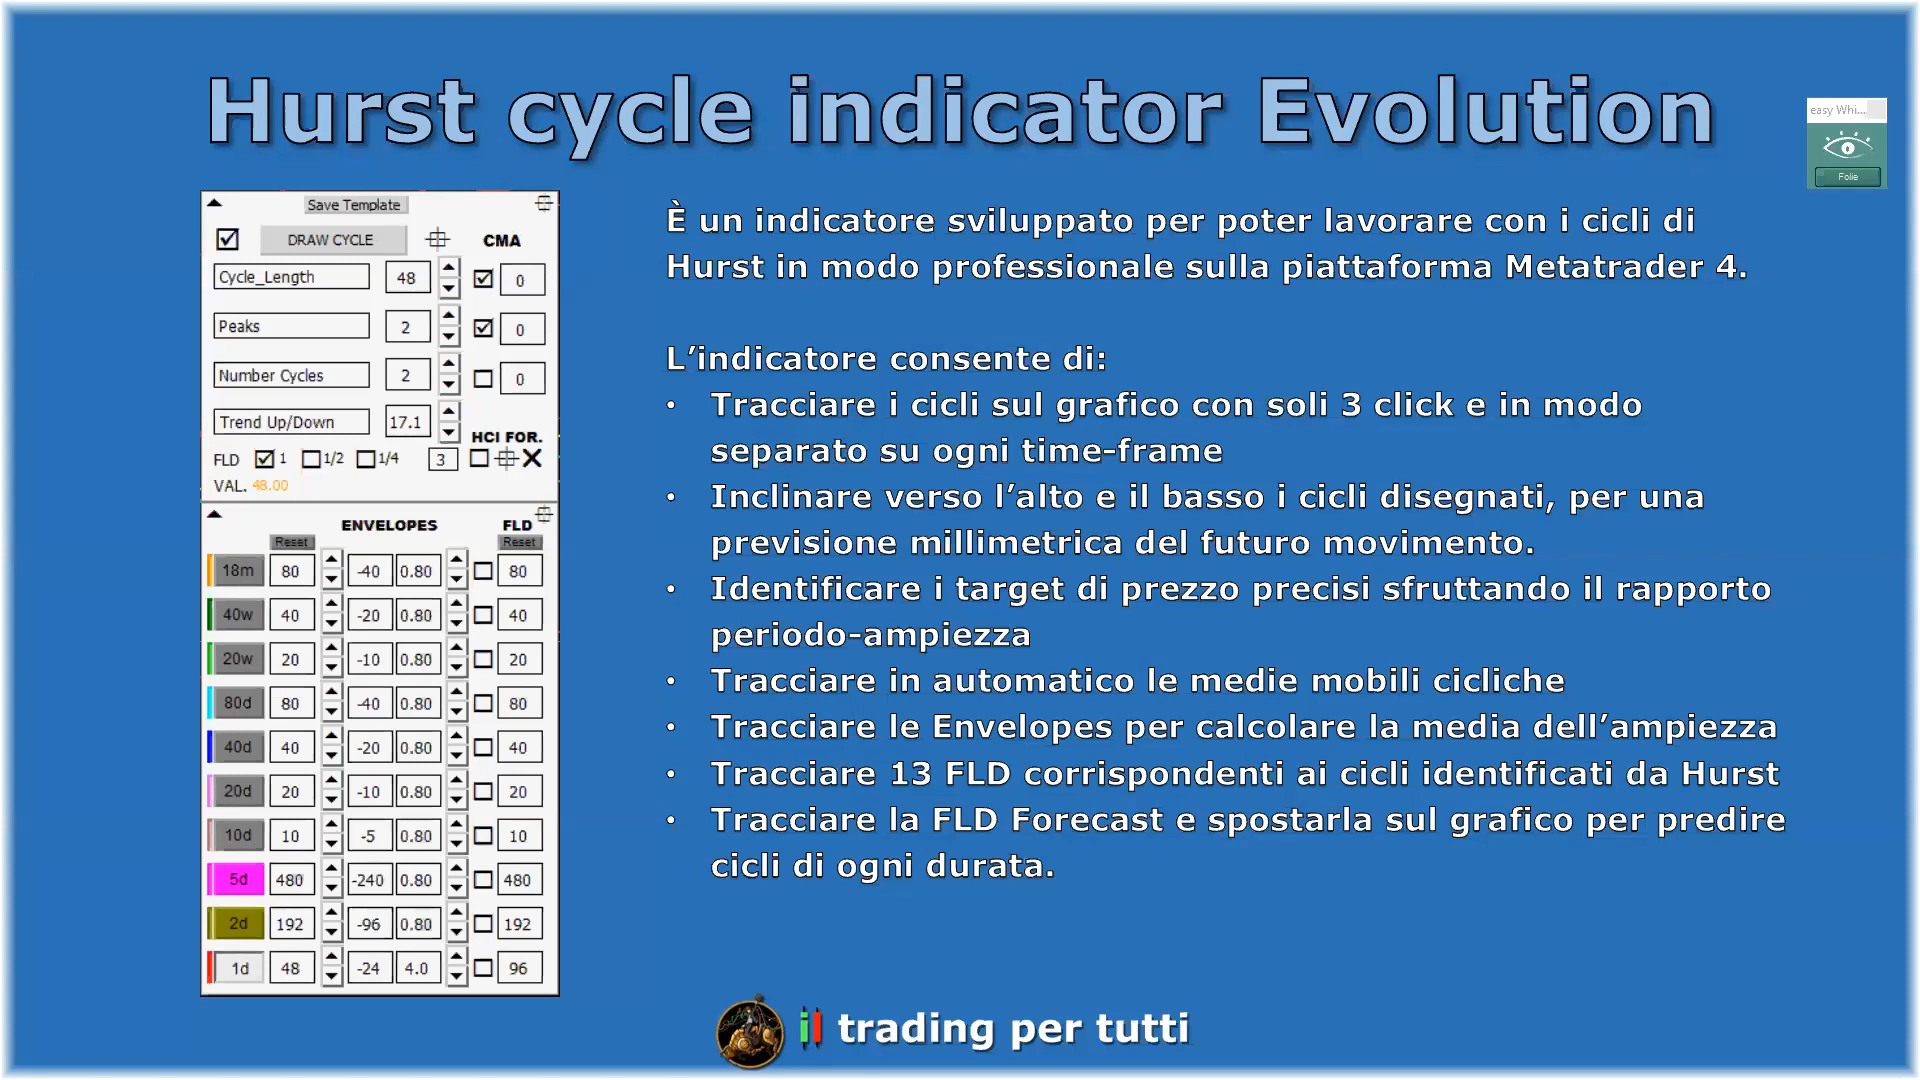 Hurst cycle indicator Evolution
easy Whi...
Folie
Save Template
DRAW CYCLE
CMA
Cycle_Length 48 0
Peaks 2 0
Number Cycles 2 0
Trend Up/Down 17.1
HCI FOR.
FLD 1 1/2 1/4 3
VAL. 48.00
ENVELOPES FLD
Reset Reset
18m 80 -40 0.80 80
40w 40 -20 0.80 40
20w 20 -10 0.80 20
80d 80 -40 0.80 80
40d 40 -20 0.80 40
20d 20 -10 0.80 20
10d 10 -5 0.80 10
5d 480 -240 0.80 480
2d 192 -96 0.80 192
1d 48 -24 4.0 96
È un indicatore sviluppato per poter lavorare con i cicli di
Hurst in modo professionale sulla piattaforma Metatrader 4.
L’indicatore consente di:
• Tracciare i cicli sul grafico con soli 3 click e in modo
separato su ogni time-frame
• Inclinare verso l’alto e il basso i cicli disegnati, per una
previsione millimetrica del futuro movimento.
• Identificare i target di prezzo precisi sfruttando il rapporto
periodo-ampiezza
• Tracciare in automatico le medie mobili cicliche
• Tracciare le Envelopes per calcolare la media dell’ampiezza
• Tracciare 13 FLD corrispondenti ai cicli identificati da Hurst
• Tracciare la FLD Forecast e spostarla sul grafico per predire
cicli di ogni durata.
il trading per tutti